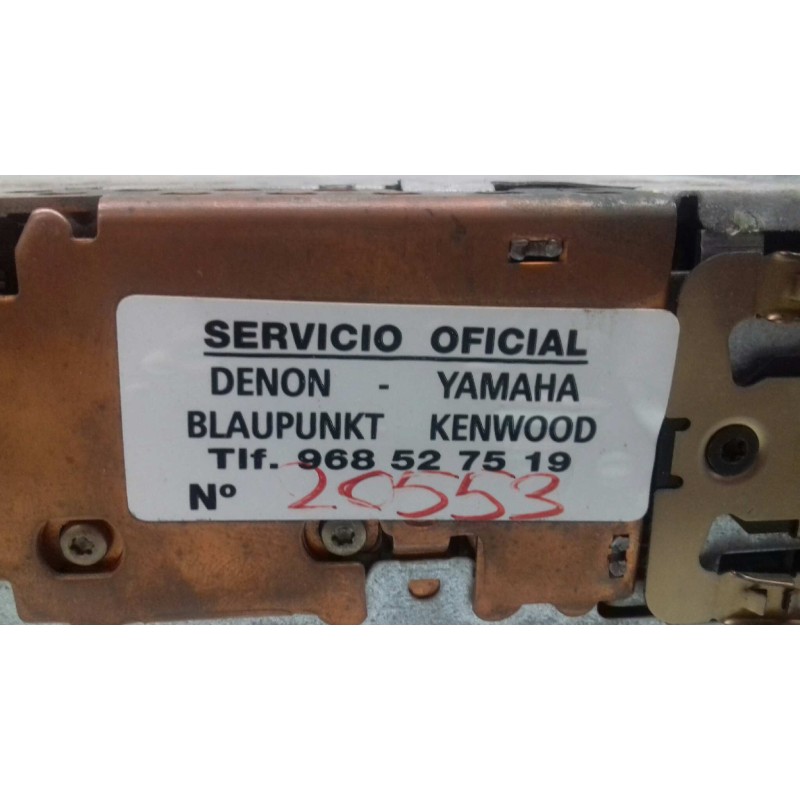 SERVICIO OFICIAL
DENON - YAMAHA
BLAUPUNKT KENWOOD
Tlf. 968 52 75 19
Nº 20553